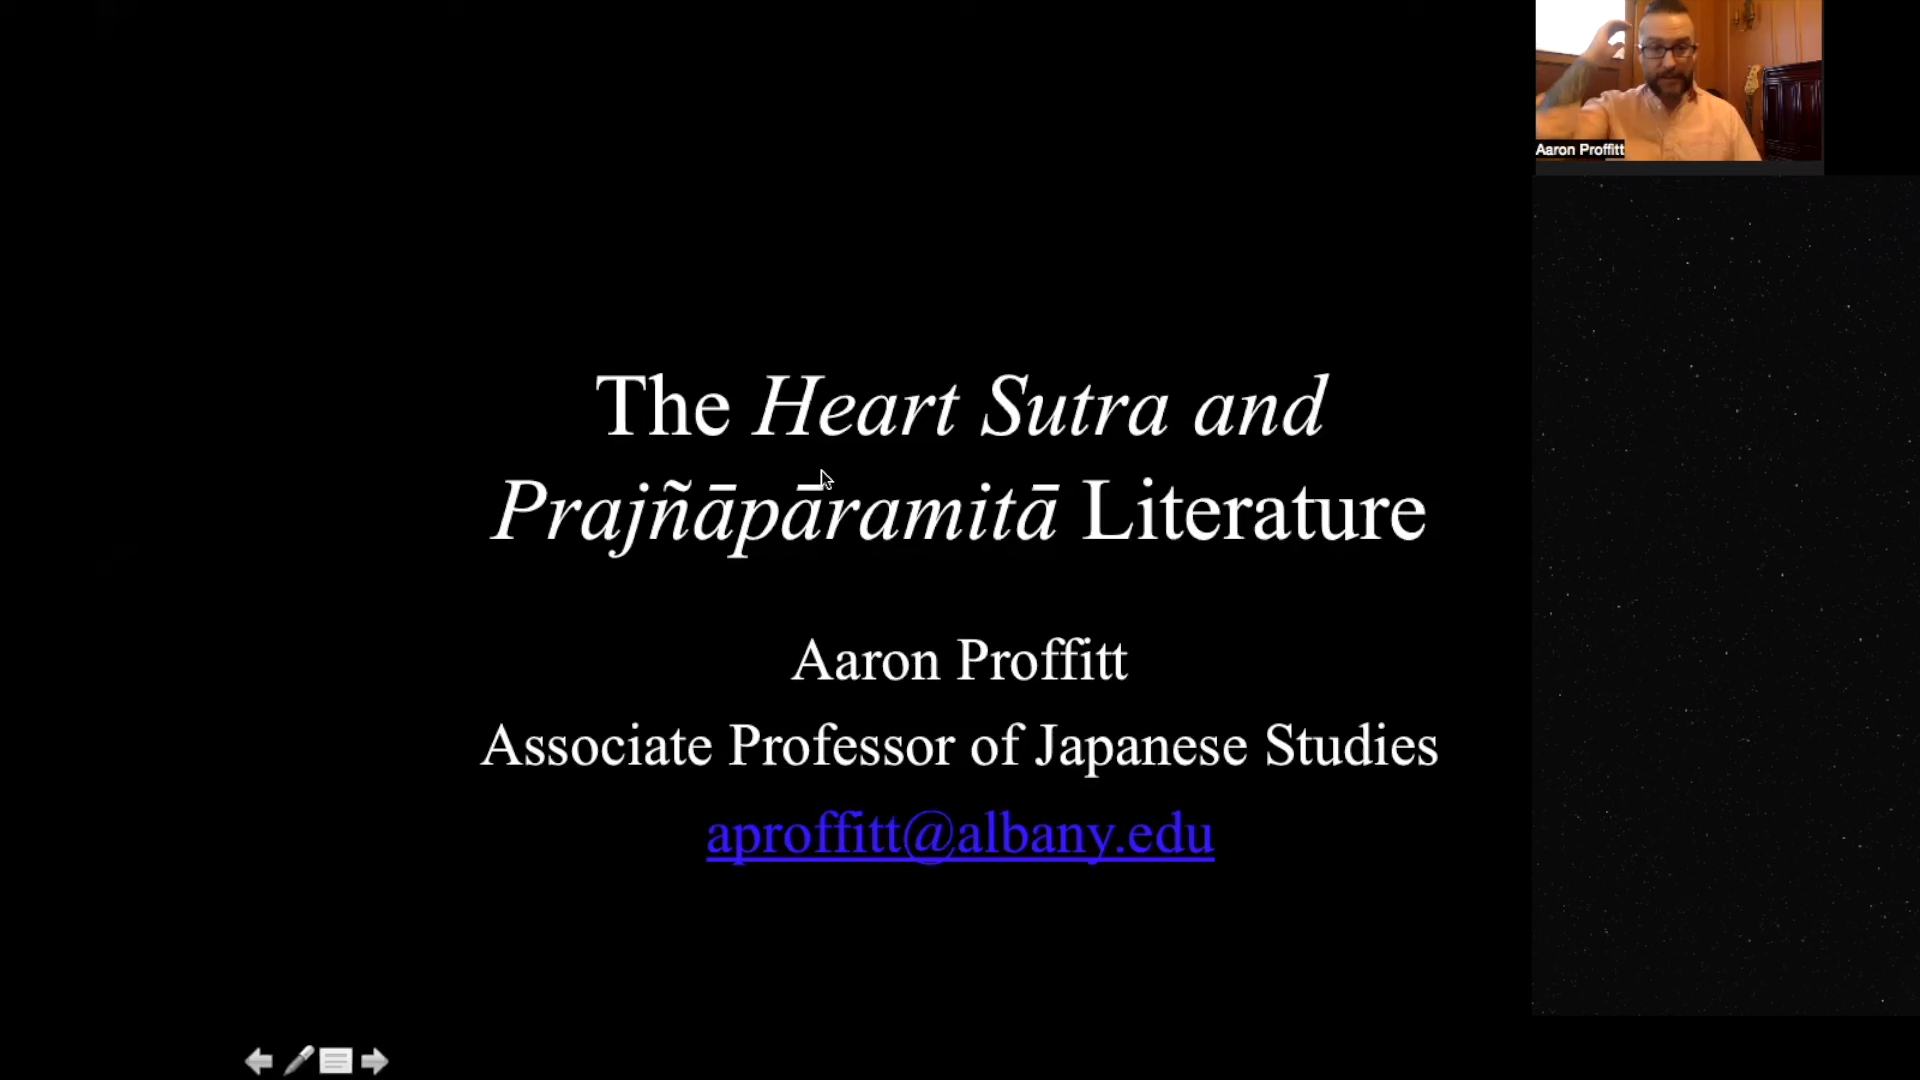 Aaron Proffitt
The Heart Sutra and
Prajñāpāramitā Literature
Aaron Proffitt
Associate Professor of Japanese Studies
aproffitt@albany.edu